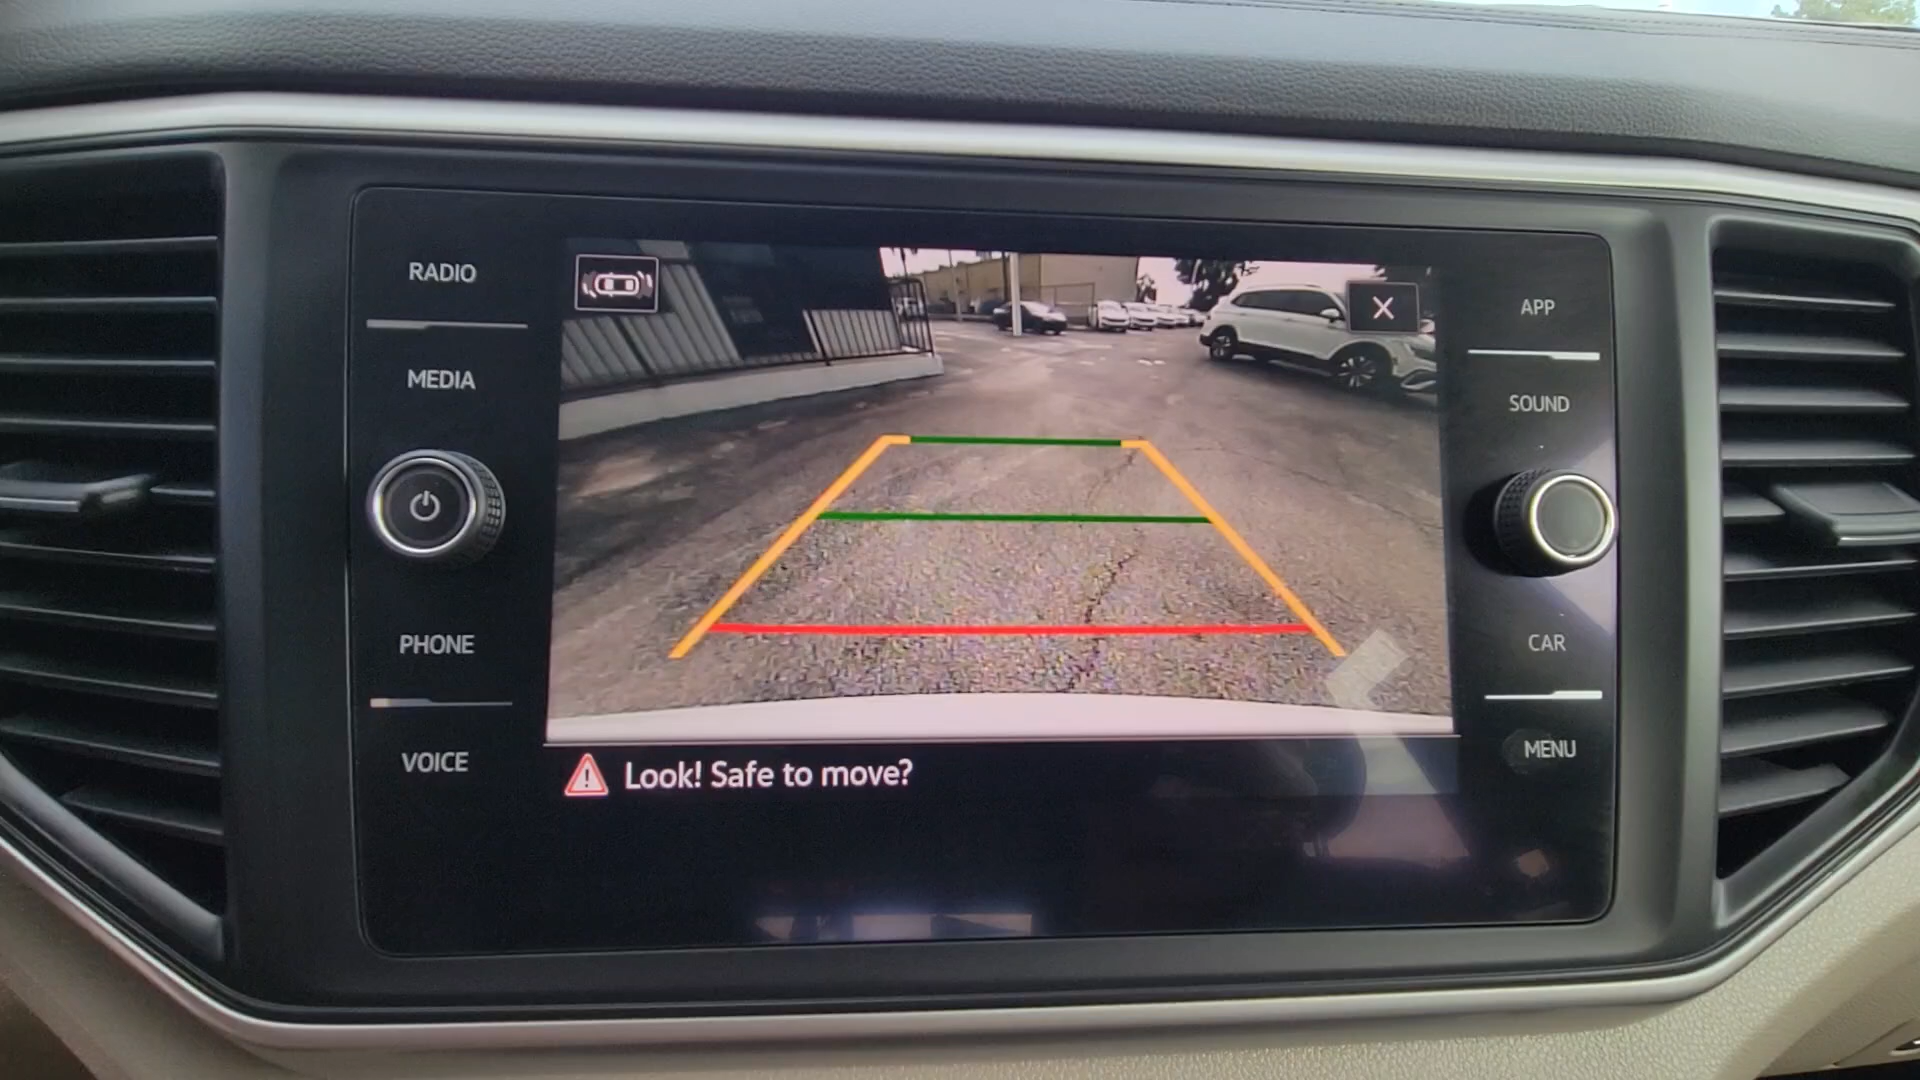 RADIO
MEDIA
PHONE
VOICE
Look! Safe to move?
APP
SOUND
CAR
MENU